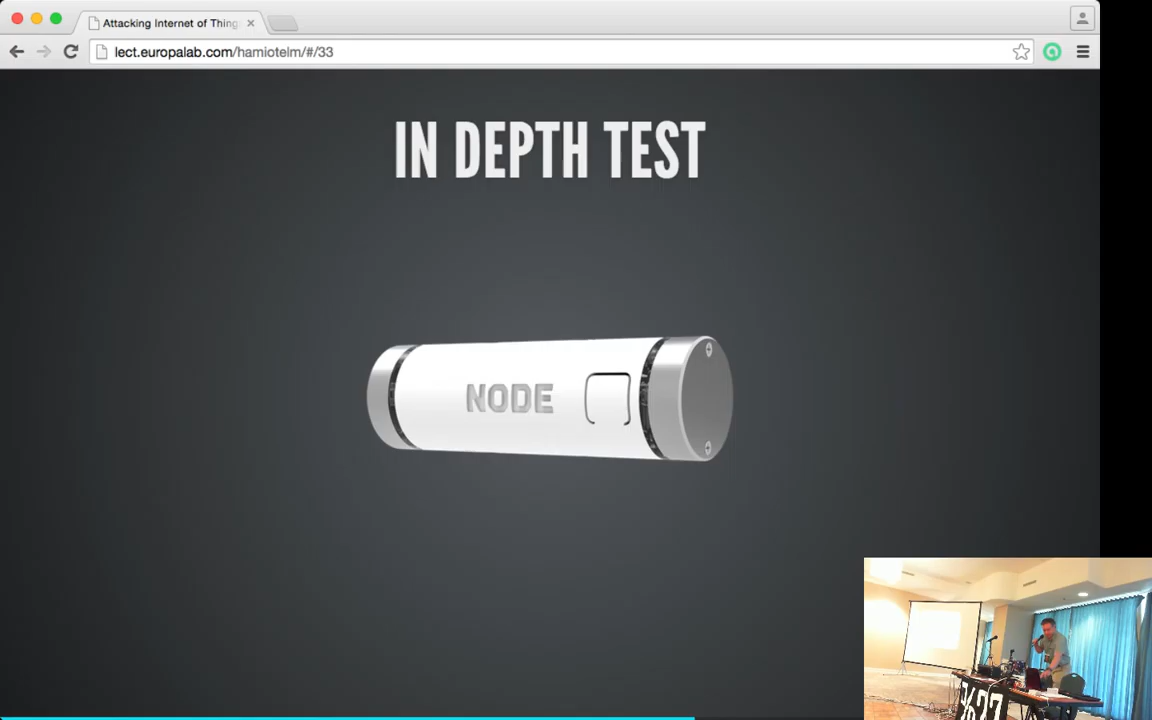 Attacking Internet of Thing
lect.europalab.com/hamiotelm/#/33
IN DEPTH TEST
NODE